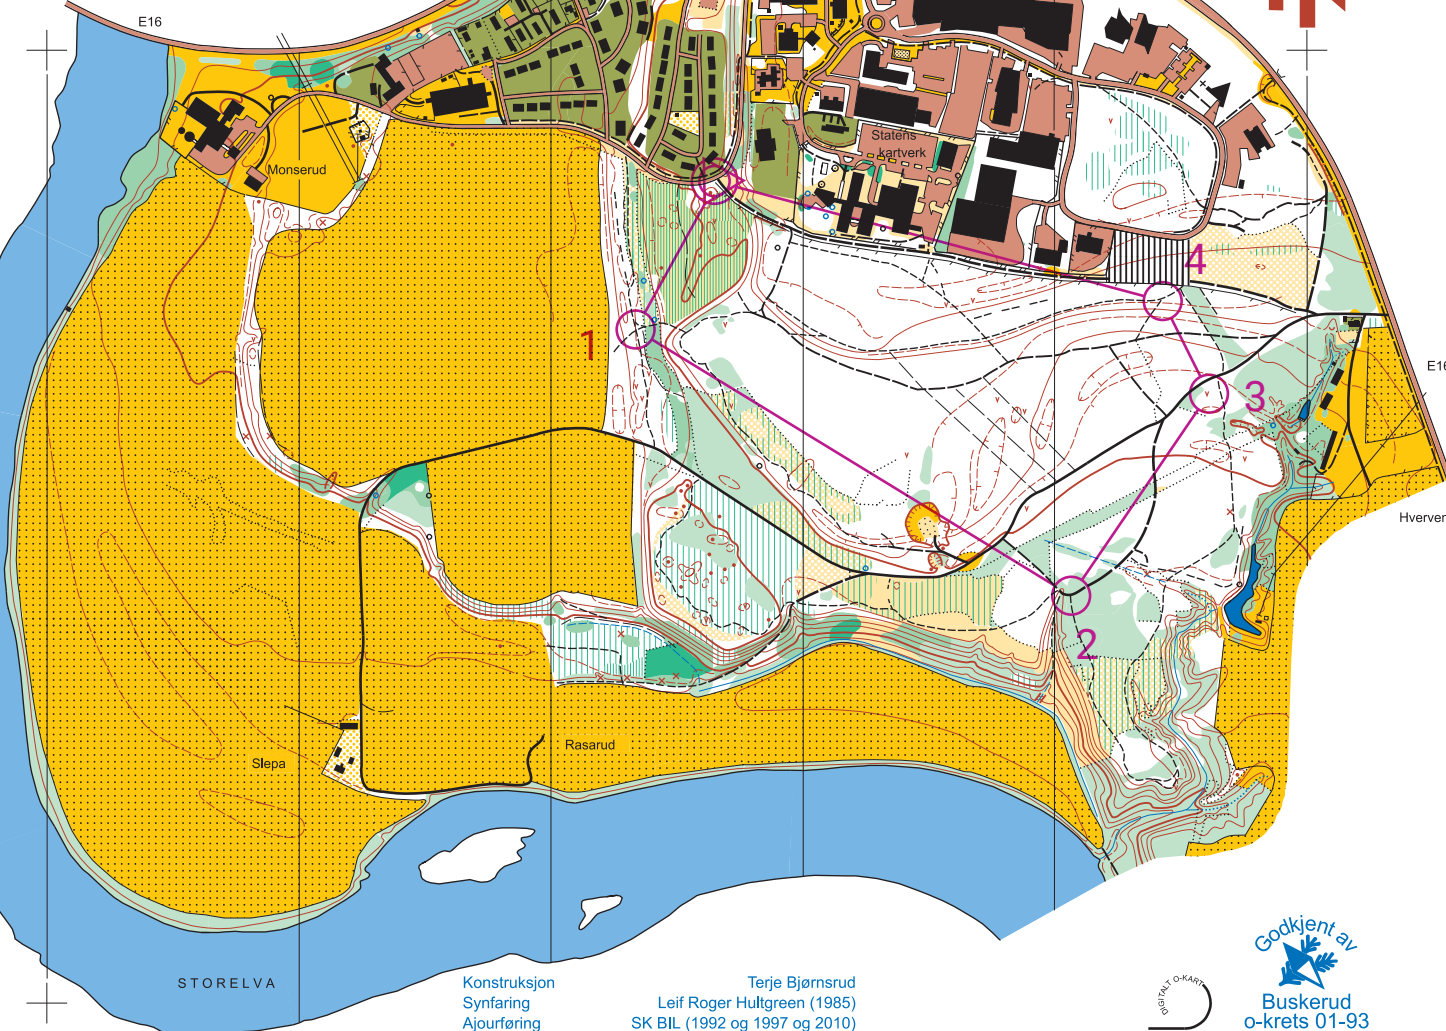 E16
Monserud
Statens
kartverk
4
1
E16
3
Hverven
2
Rasarud
Slepa
STORELVA
Konstruksjon Terje Bjørnsrud
Synfaring Leif Roger Hultgreen (1985)
Ajourføring SK BIL (1992 og 1997 og 2010)
DIGITALT O-KART
Godkjent av
Buskerud
o-krets 01-93